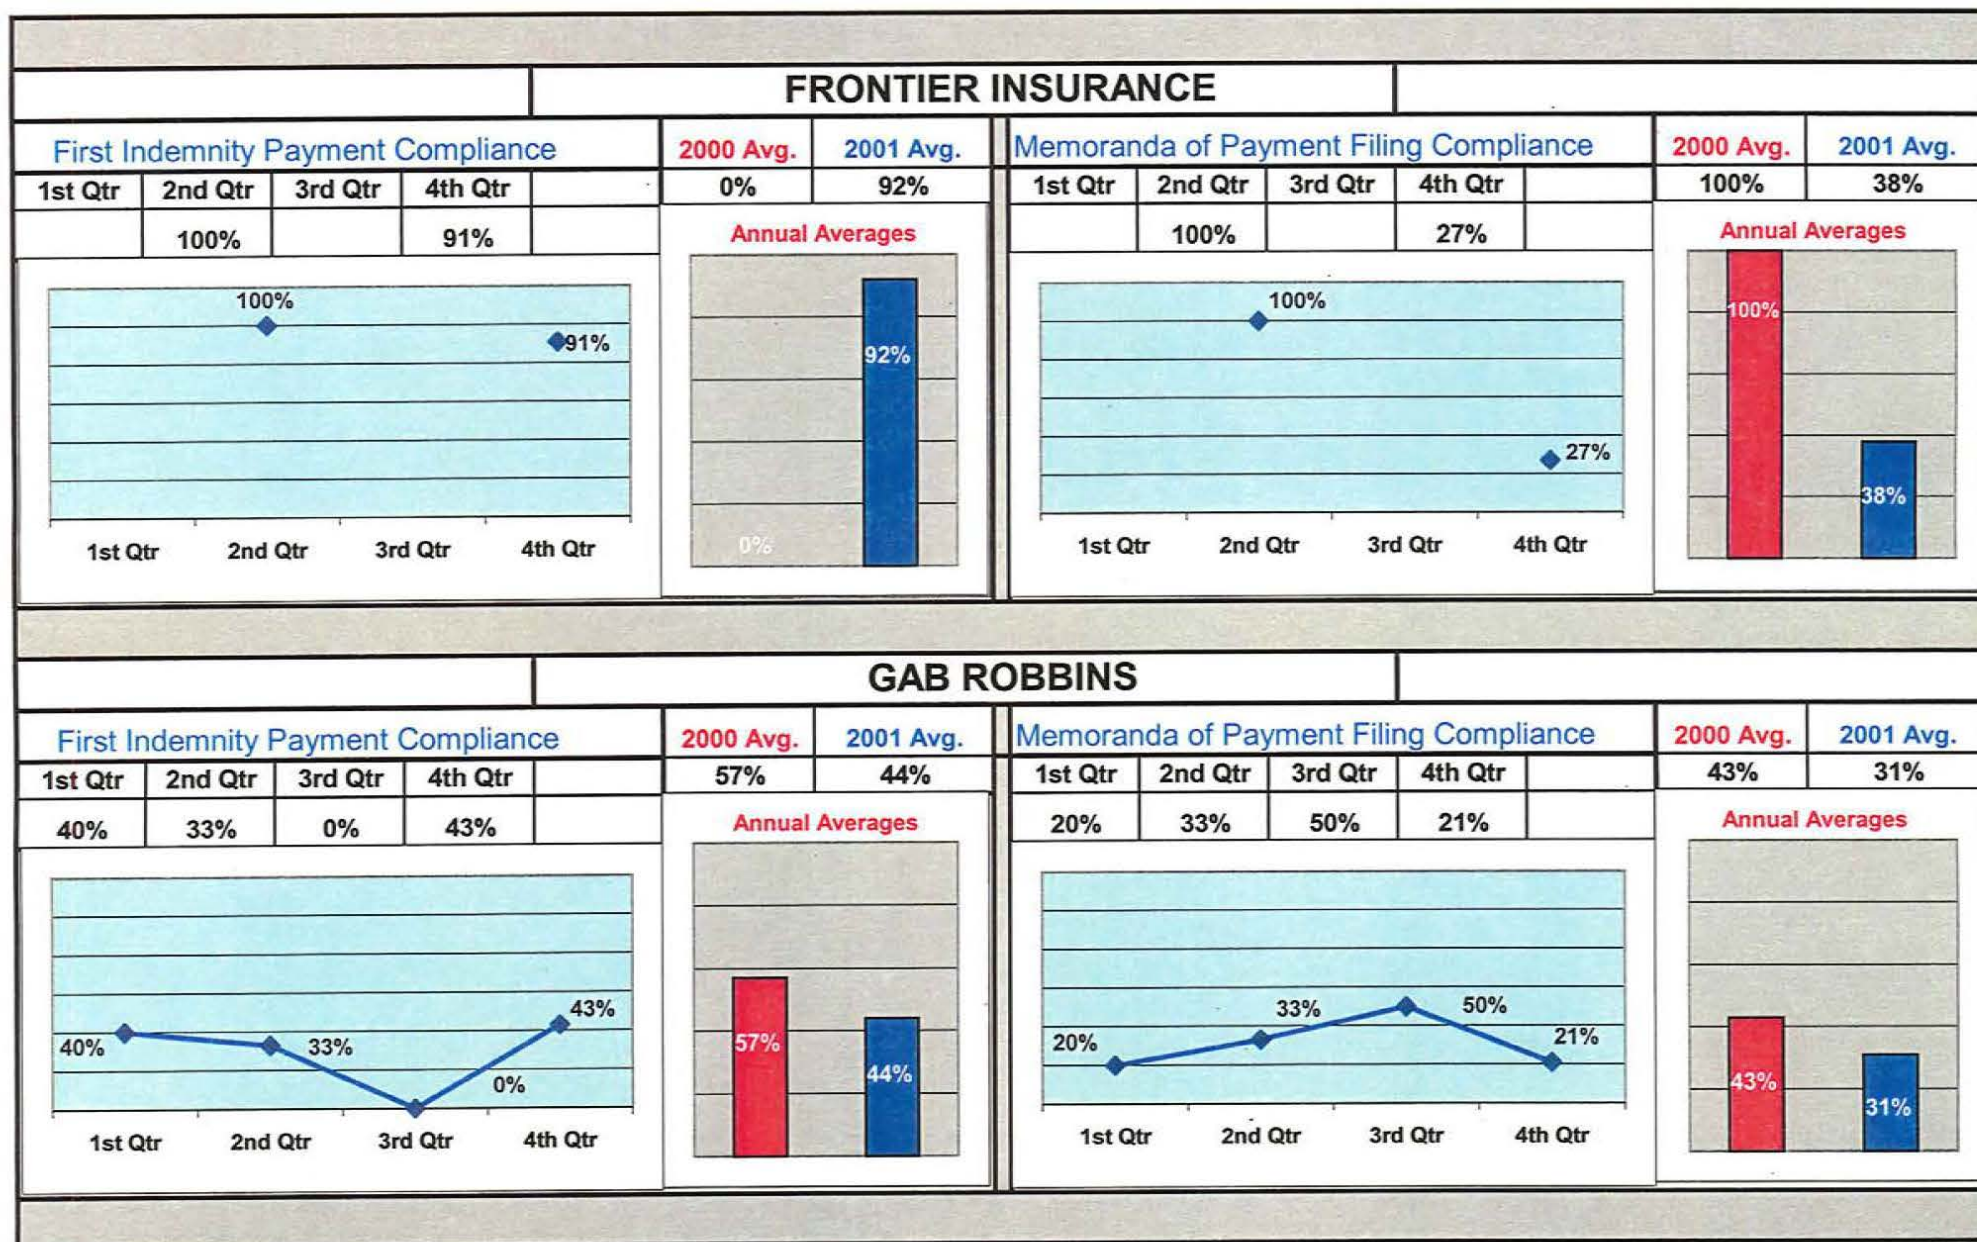 FRONTIER INSURANCE
First Indemnity Payment Compliance
2000 Avg. 2001 Avg.
1st Qtr 2nd Qtr 3rd Qtr 4th Qtr
0% 92%
100% 91%
Annual Averages
100%
91%
92%
0%
1st Qtr 2nd Qtr 3rd Qtr 4th Qtr
Memoranda of Payment Filing Compliance
2000 Avg. 2001 Avg.
1st Qtr 2nd Qtr 3rd Qtr 4th Qtr
100% 38%
100% 27%
Annual Averages
100%
27%
100%
38%
1st Qtr 2nd Qtr 3rd Qtr 4th Qtr
GAB ROBBINS
First Indemnity Payment Compliance
2000 Avg. 2001 Avg.
1st Qtr 2nd Qtr 3rd Qtr 4th Qtr
57% 44%
40% 33% 0% 43%
Annual Averages
43%
40%
33%
0%
57%
44%
1st Qtr 2nd Qtr 3rd Qtr 4th Qtr
Memoranda of Payment Filing Compliance
2000 Avg. 2001 Avg.
1st Qtr 2nd Qtr 3rd Qtr 4th Qtr
43% 31%
20% 33% 50% 21%
Annual Averages
33%
50%
20%
21%
43%
31%
1st Qtr 2nd Qtr 3rd Qtr 4th Qtr